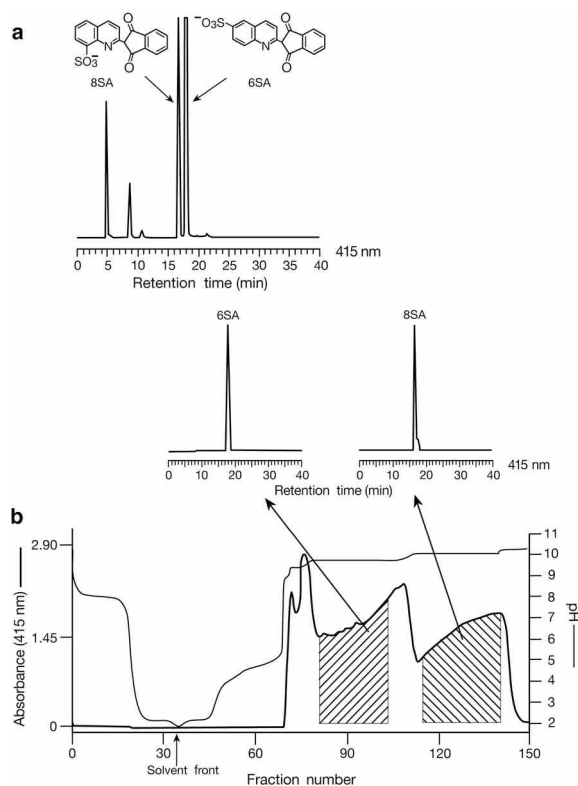 a
SO₃⁻
N
O
O
⁻O₃S
N
O
O
8SA
6SA
415 nm
0 5 10 15 20 25 30 35 40
Retention time (min)
6SA
8SA
0 10 20 30 40
0 10 20 30 40
415 nm
Retention time (min)
b
Absorbance (415 nm)
2.90
1.45
0
11
10
9
8
7
6
5
4
3
2
pH
0 30 60 90 120 150
Solvent front
Fraction number